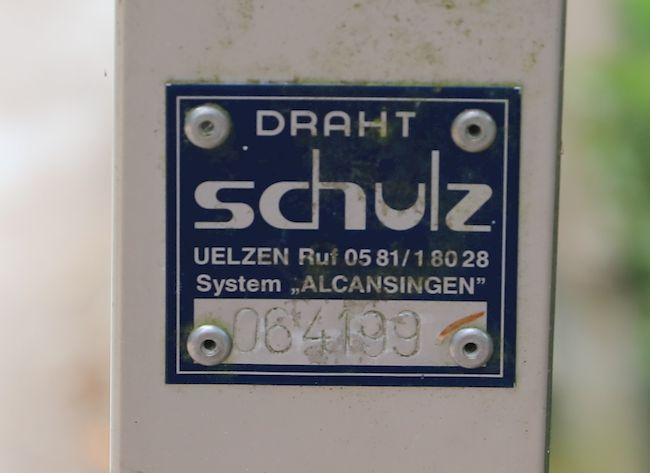 DRAHT
schulz
UELZEN Ruf 05 81/1 80 28
System „ALCANSINGEN”
064199